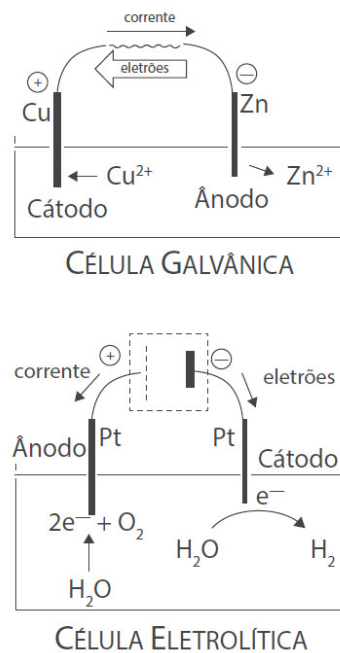 corrente
eletrões
+ −
Cu Zn
Cu²⁺ Zn²⁺
Cátodo Ânodo
CÉLULA GALVÂNICA
corrente + − eletrões
Ânodo Pt Pt Cátodo
2e⁻ + O₂ e⁻
H₂O H₂O H₂
CÉLULA ELETROLÍTICA